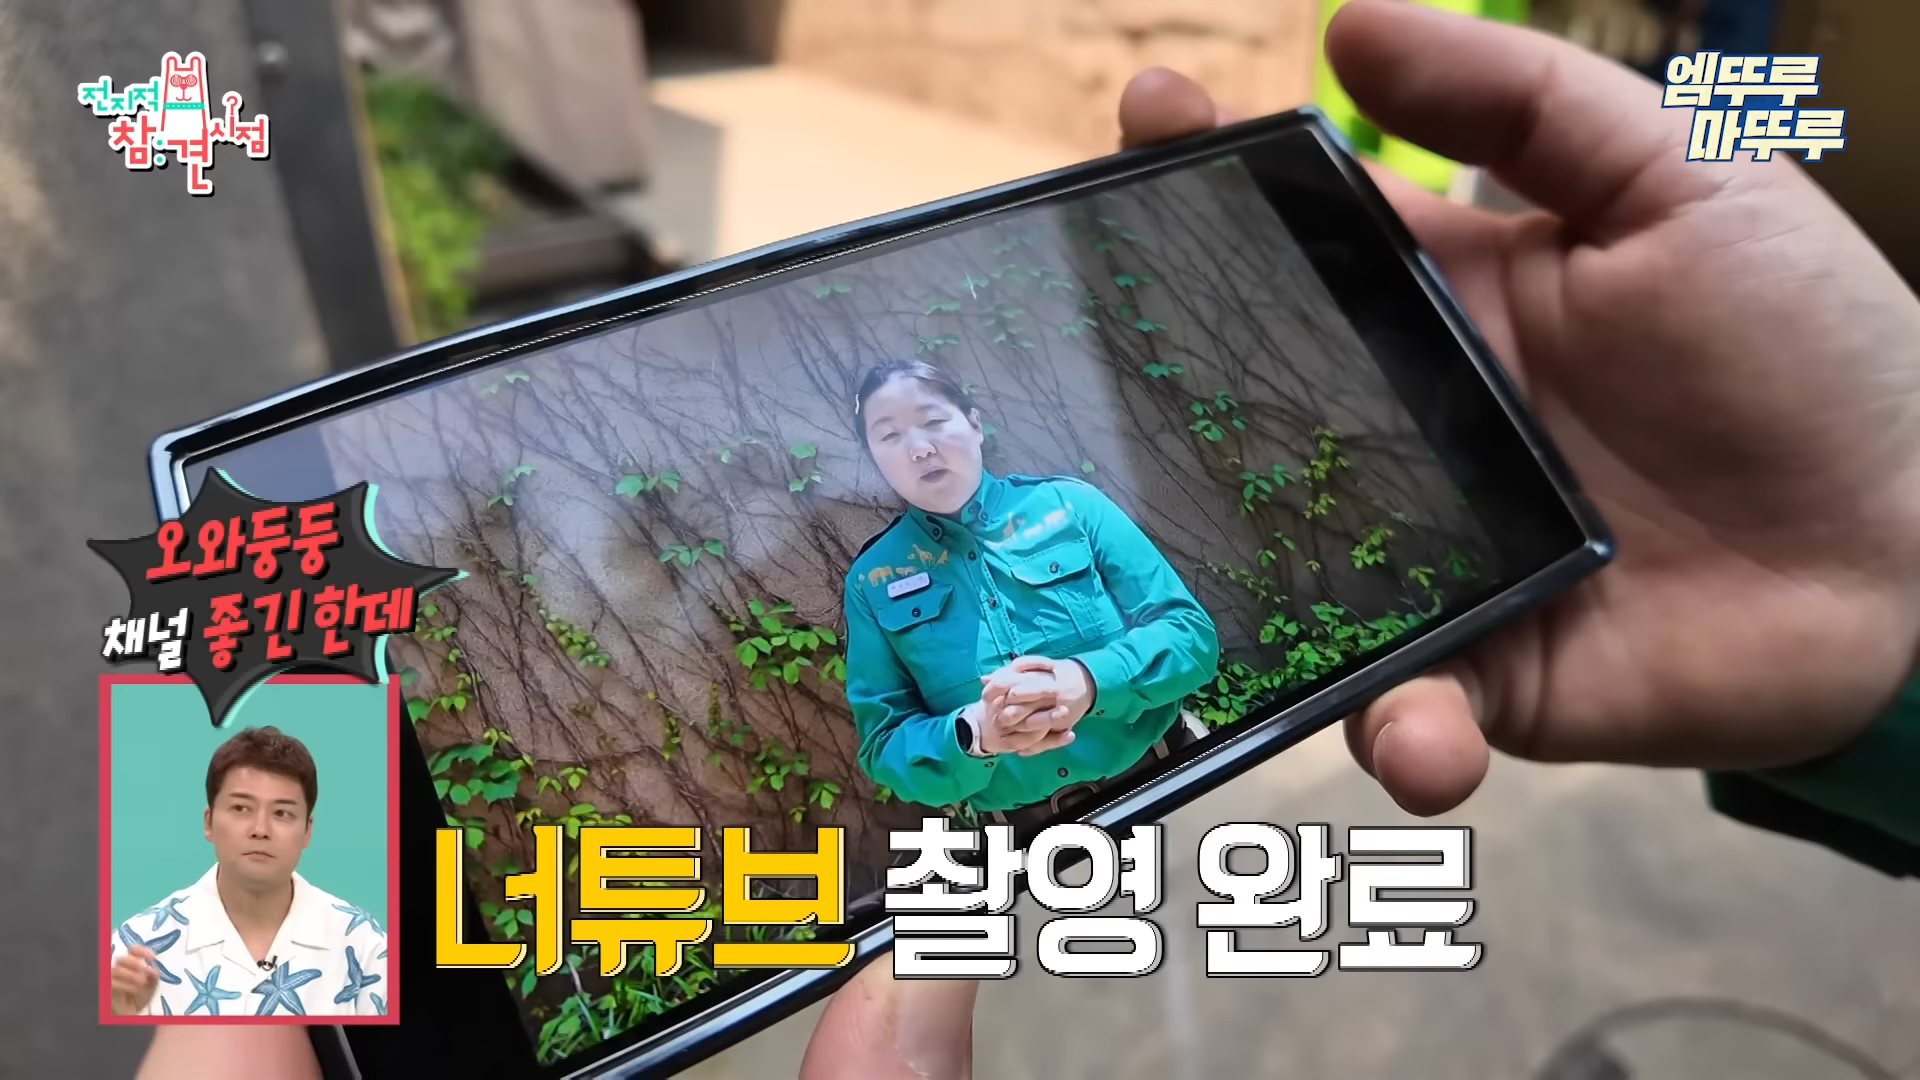 전지적
참견 시점
엠뚜루
마뚜루
오와둥둥
채널 좋긴 한데
너튜브 촬영 완료